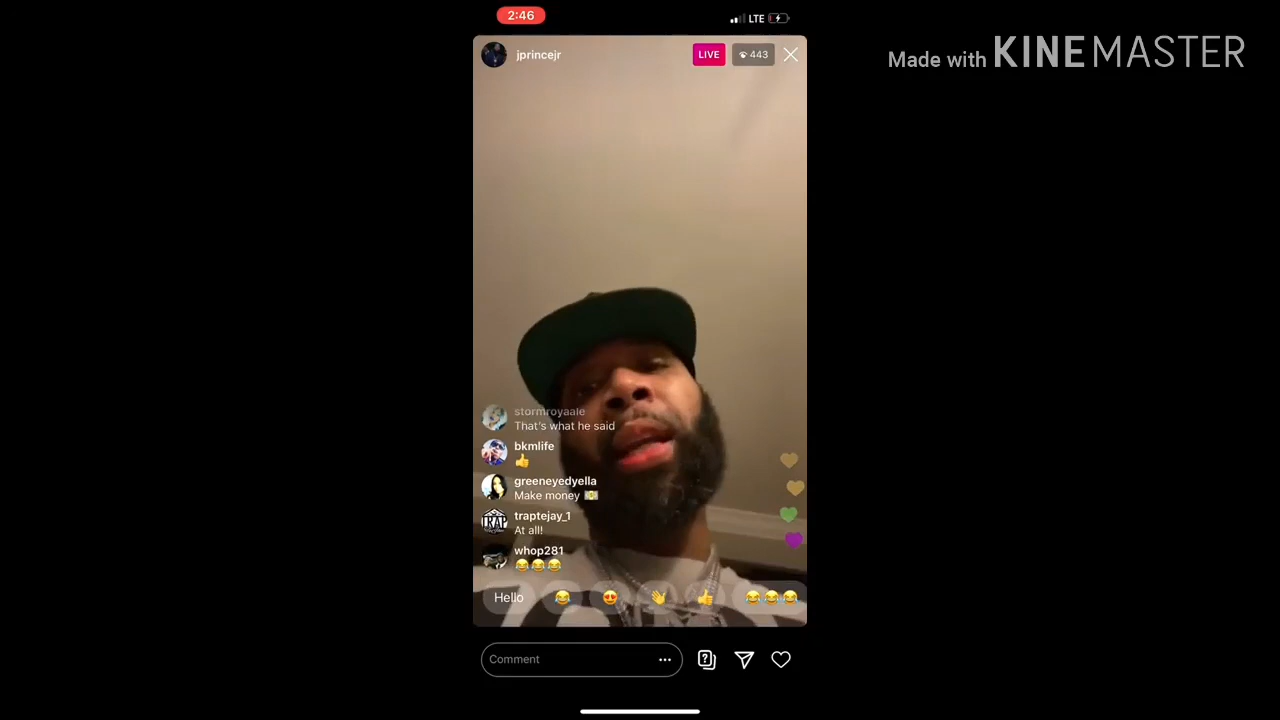 2:46
LTE
jprincejr
LIVE
443
Made with KINEMASTER
stormroyaale
That's what he said
bkmlife
greeneyedyella
Make money
TRAP
traptejay_1
At all!
whop281
Hello
Comment